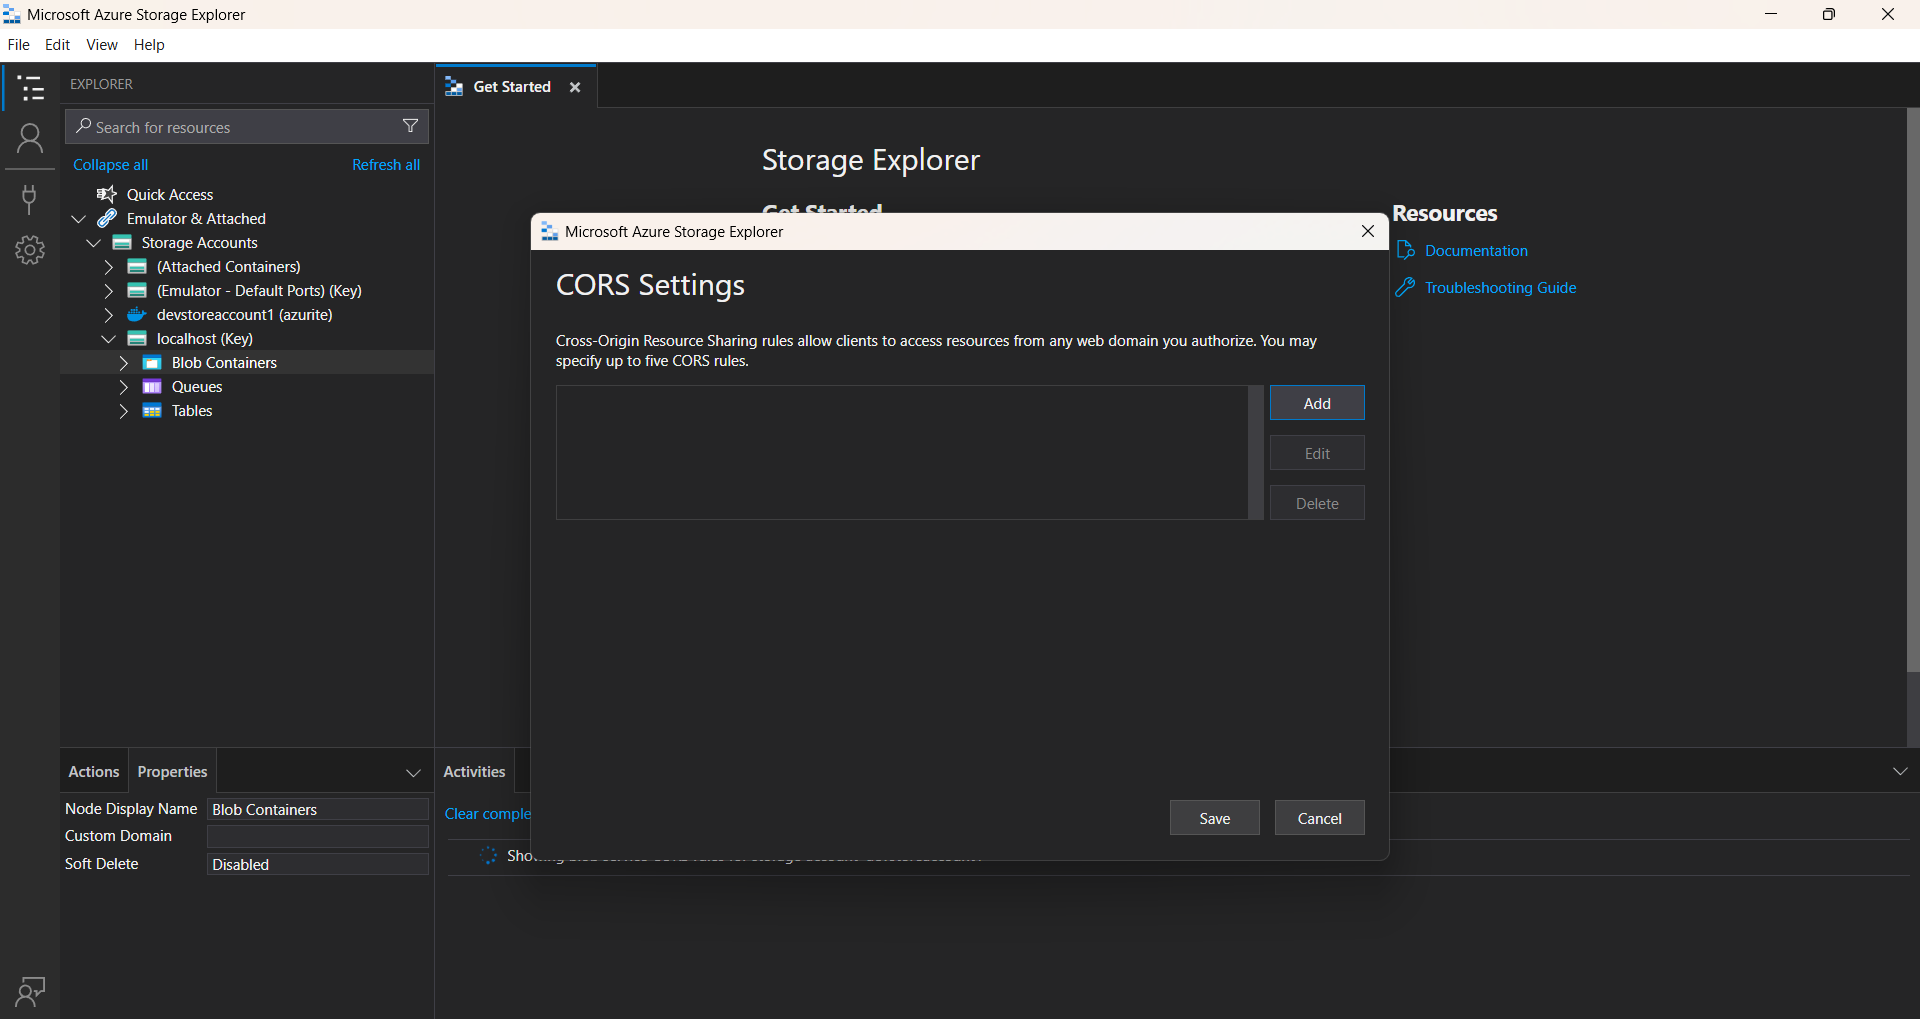 Microsoft Azure Storage Explorer
File Edit View Help
EXPLORER
Search for resources
Collapse all Refresh all
Quick Access
Emulator & Attached
Storage Accounts
(Attached Containers)
(Emulator - Default Ports) (Key)
devstoreaccount1 (azurite)
localhost (Key)
Blob Containers
Queues
Tables
Get Started
Storage Explorer
Get Started
Resources
Documentation
Troubleshooting Guide
Microsoft Azure Storage Explorer
CORS Settings
Cross-Origin Resource Sharing rules allow clients to access resources from any web domain you authorize. You may
specify up to five CORS rules.
Add
Edit
Delete
Save Cancel
Actions Properties
Node Display Name Blob Containers
Custom Domain
Soft Delete Disabled
Activities
Clear comple